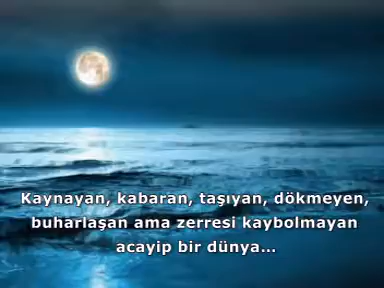 Kaynayan, kabaran, taşıyan, dökmeyen,
buharlaşan ama zerresi kaybolmayan
acayip bir dünya...